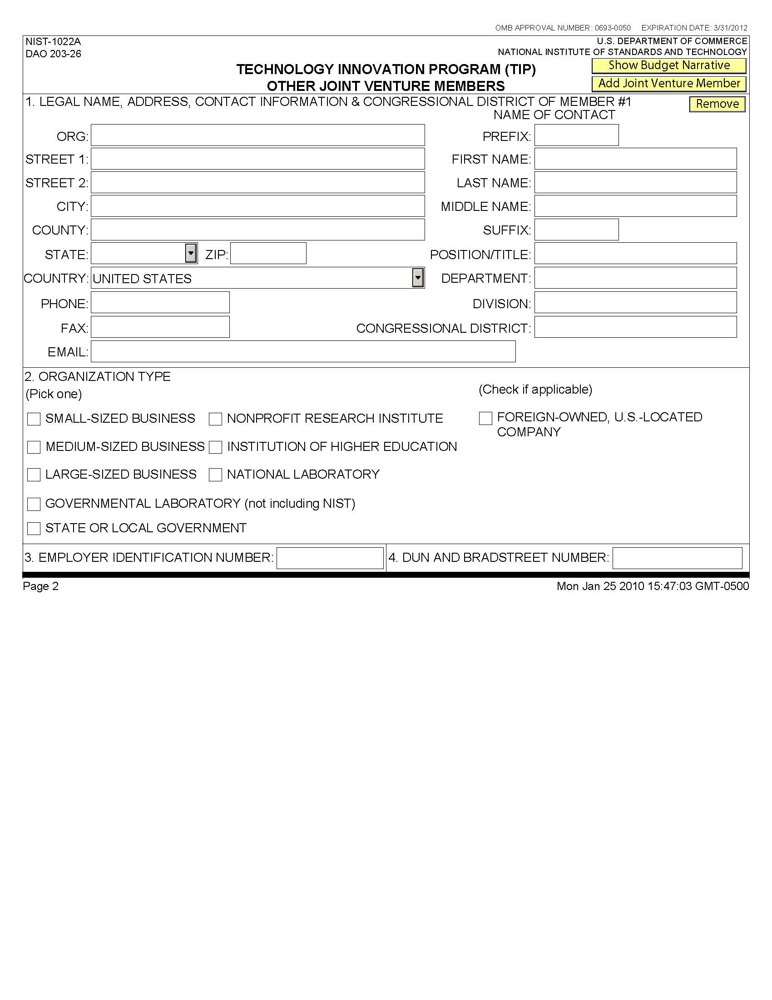 OMB APPROVAL NUMBER: 0693-0050 EXPIRATION DATE: 3/31/2012
NIST-1022A
DAO 203-26
U.S. DEPARTMENT OF COMMERCE
NATIONAL INSTITUTE OF STANDARDS AND TECHNOLOGY
TECHNOLOGY INNOVATION PROGRAM (TIP)
OTHER JOINT VENTURE MEMBERS
Show Budget Narrative
Add Joint Venture Member
1. LEGAL NAME, ADDRESS, CONTACT INFORMATION & CONGRESSIONAL DISTRICT OF MEMBER #1
Remove
NAME OF CONTACT
ORG: PREFIX:
STREET 1: FIRST NAME:
STREET 2: LAST NAME:
CITY: MIDDLE NAME:
COUNTY: SUFFIX:
STATE: ZIP: POSITION/TITLE:
COUNTRY: UNITED STATES DEPARTMENT:
PHONE: DIVISION:
FAX: CONGRESSIONAL DISTRICT:
EMAIL:
2. ORGANIZATION TYPE
(Pick one)
(Check if applicable)
SMALL-SIZED BUSINESS NONPROFIT RESEARCH INSTITUTE
FOREIGN-OWNED, U.S.-LOCATED
COMPANY
MEDIUM-SIZED BUSINESS INSTITUTION OF HIGHER EDUCATION
LARGE-SIZED BUSINESS NATIONAL LABORATORY
GOVERNMENTAL LABORATORY (not including NIST)
STATE OR LOCAL GOVERNMENT
3. EMPLOYER IDENTIFICATION NUMBER: 4. DUN AND BRADSTREET NUMBER:
Page 2 Mon Jan 25 2010 15:47:03 GMT-0500